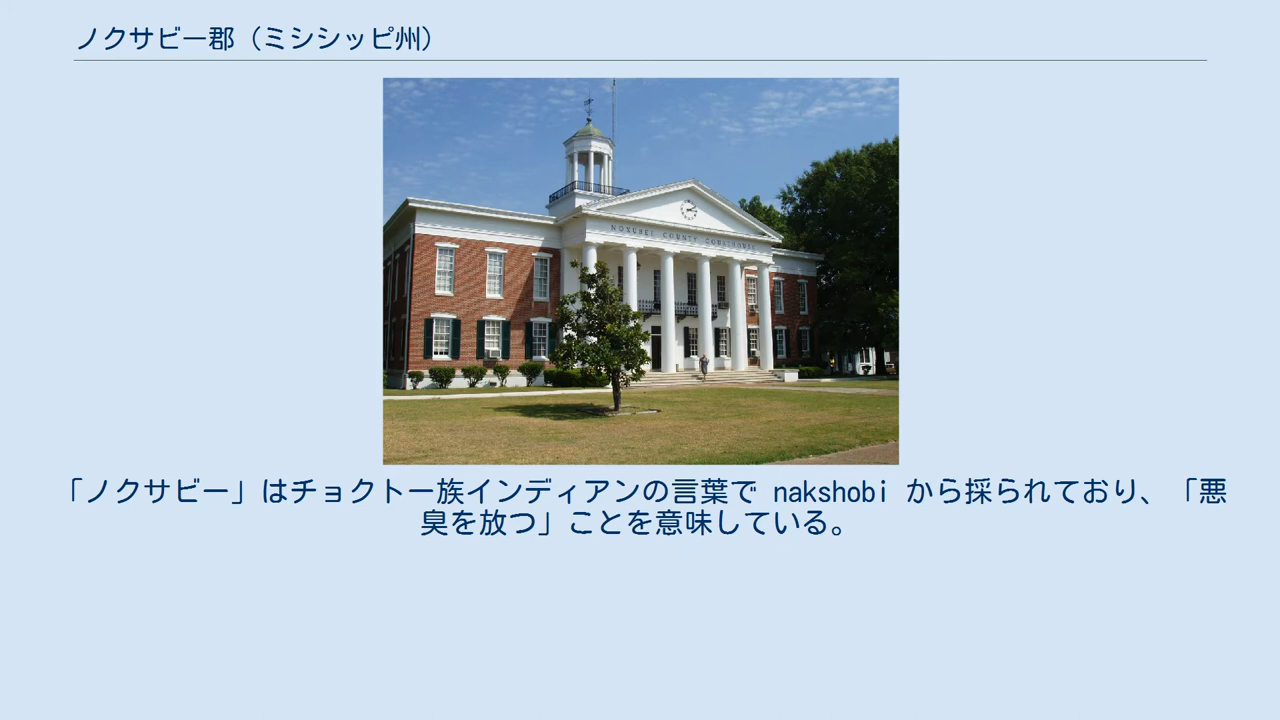 ノクサビー郡（ミシシッピ州）
NOXUBEE COUNTY COURTHOUSE
「ノクサビー」はチョクトー族インディアンの言葉で nakshobi から採られており、「悪
臭を放つ」ことを意味している。